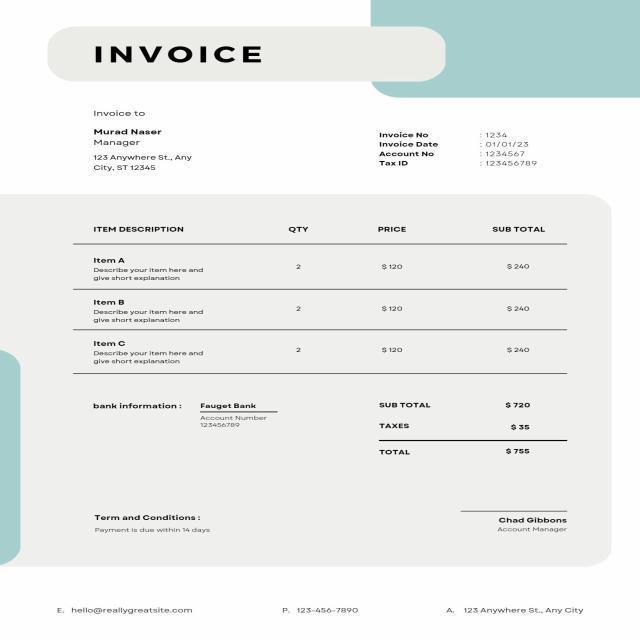 INVOICE
Invoice to
Murad Naser
Manager
123 Anywhere St., Any
City, ST 12345
Invoice No : 1234
Invoice Date : 01/01/23
Account No : 1234567
Tax ID : 123456789
ITEM DESCRIPTION QTY PRICE SUB TOTAL
Item A
Describe your item here and
give short explanation
2 $ 120 $ 240
Item B
Describe your item here and
give short explanation
2 $ 120 $ 240
Item C
Describe your item here and
give short explanation
2 $ 120 $ 240
bank information : Fauget Bank
Account Number
123456789
SUB TOTAL $ 720
TAXES $ 35
TOTAL $ 755
Term and Conditions :
Payment is due within 14 days
Chad Gibbons
Account Manager
E. hello@reallygreatsite.com P. 123-456-7890 A. 123 Anywhere St., Any City